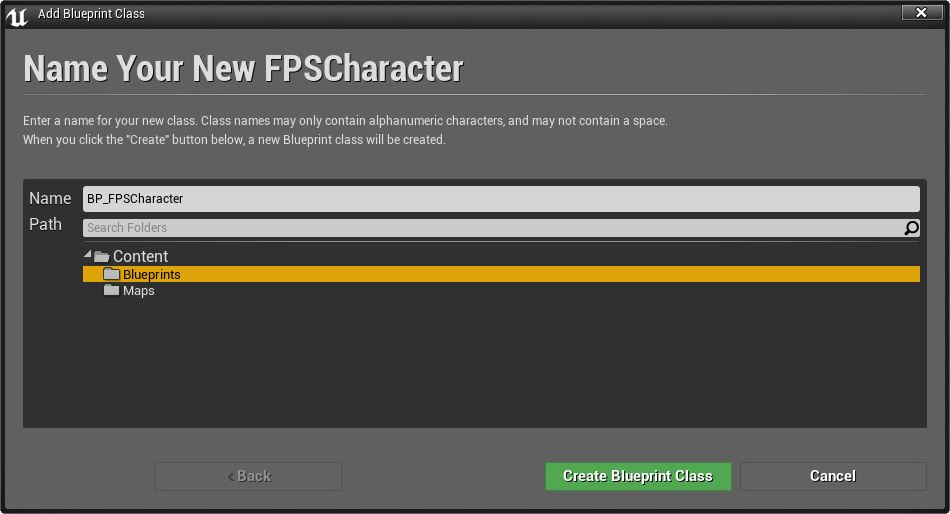 Add Blueprint Class
Name Your New FPSCharacter
Enter a name for your new class. Class names may only contain alphanumeric characters, and may not contain a space.
When you click the "Create" button below, a new Blueprint class will be created.
Name BP_FPSCharacter
Path Search Folders
Content
Blueprints
Maps
< Back Create Blueprint Class Cancel